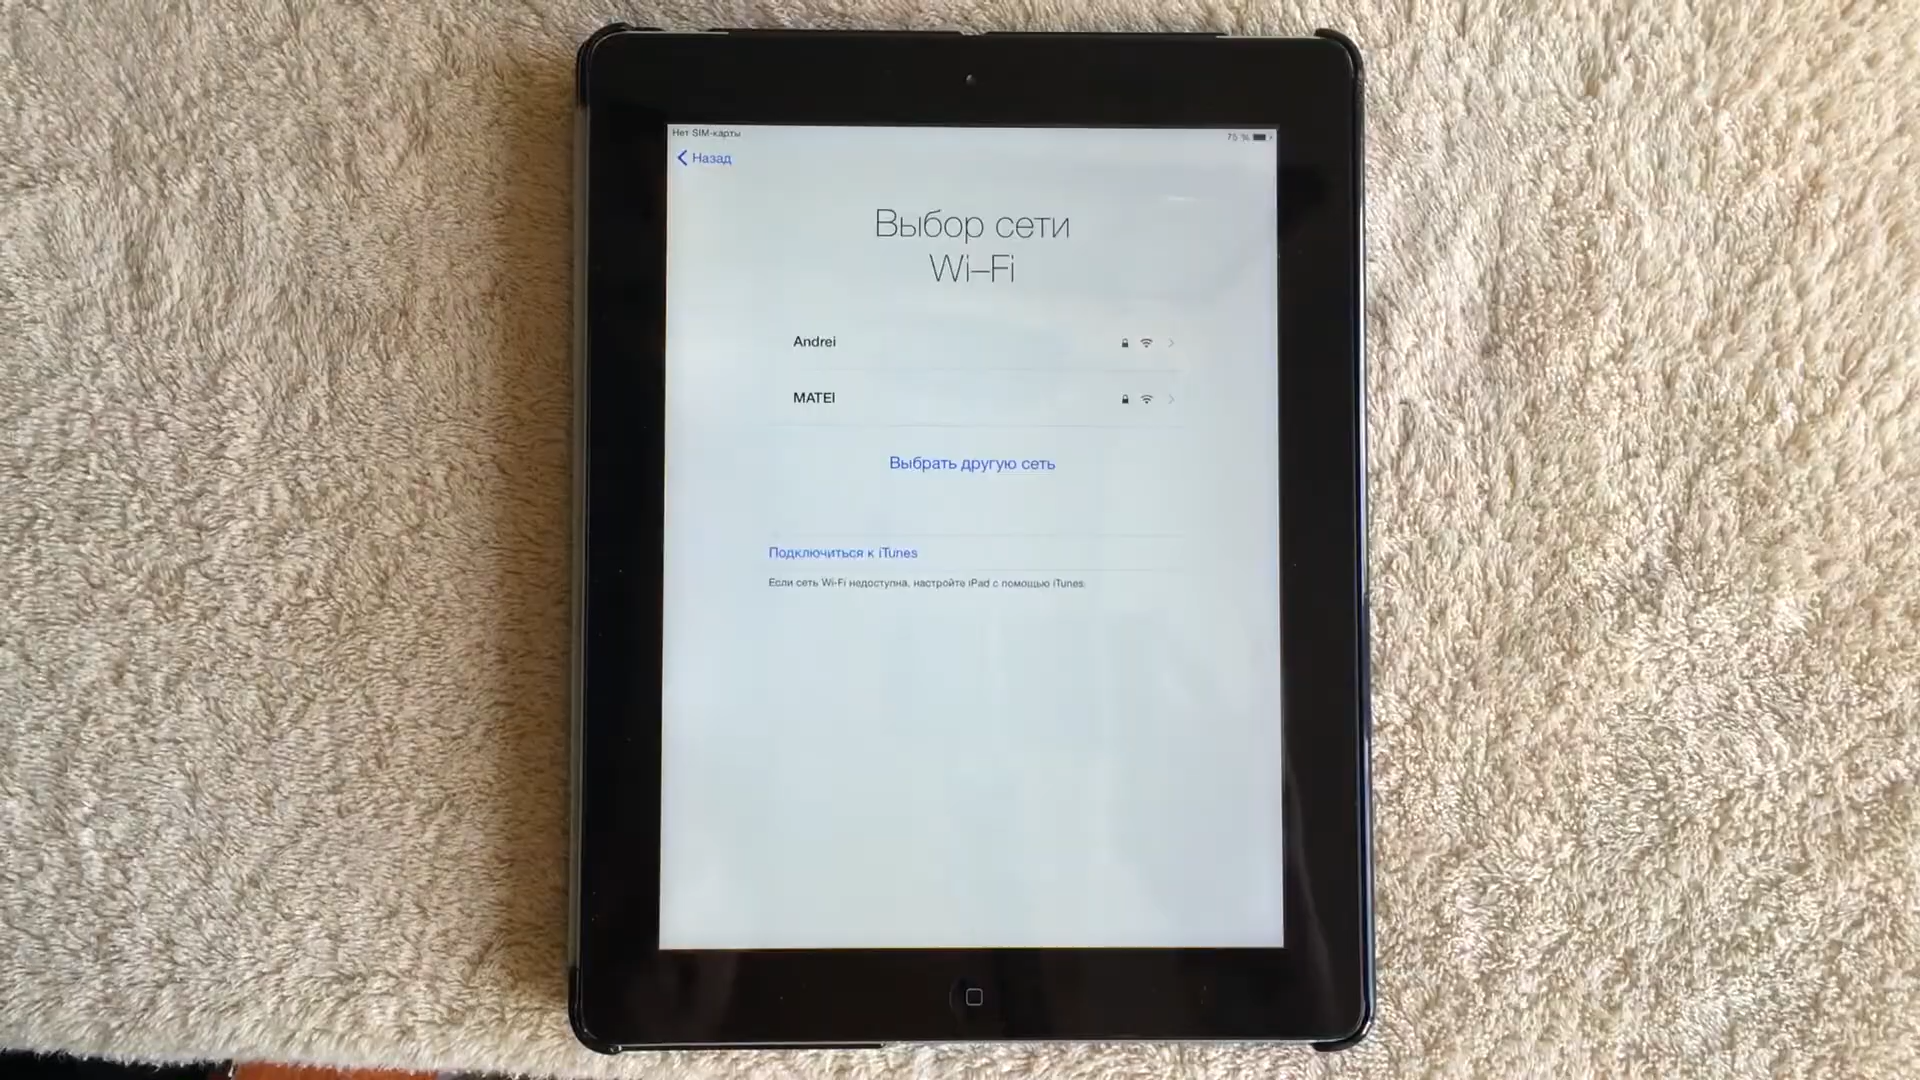 Нет SIM-карты
75 %
Назад
Выбор сети
Wi-Fi
Andrei
MATEI
Выбрать другую сеть
Подключиться к iTunes
Если сеть Wi-Fi недоступна, настройте iPad с помощью iTunes.